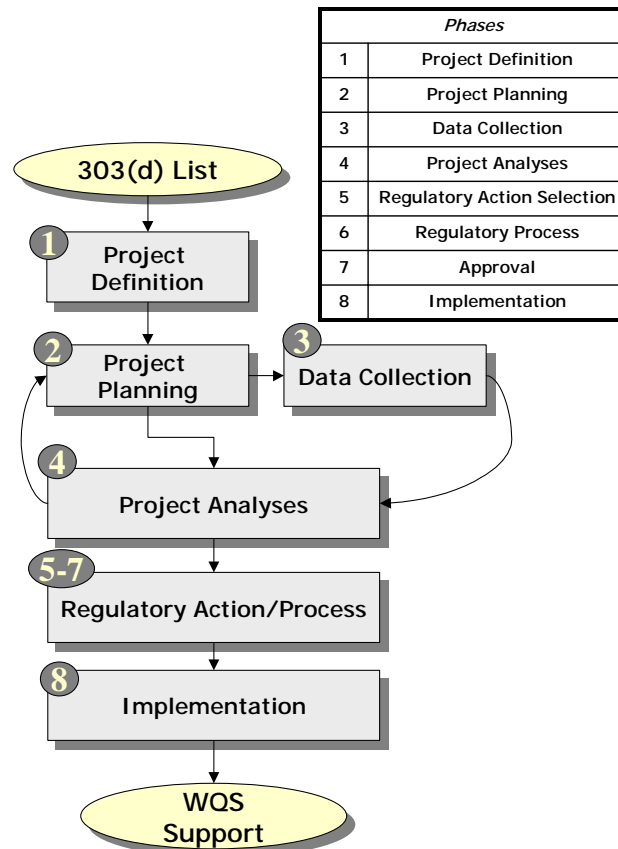 Phases
1 Project Definition
2 Project Planning
3 Data Collection
4 Project Analyses
5 Regulatory Action Selection
6 Regulatory Process
7 Approval
8 Implementation
303(d) List
1
Project
Definition
2
Project
Planning
3
Data Collection
4
Project Analyses
5-7
Regulatory Action/Process
8
Implementation
WQS
Support